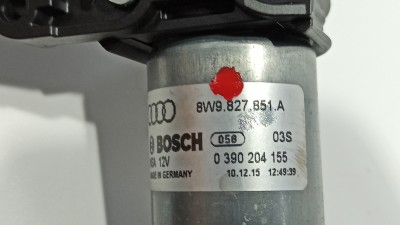 8W9.827.851.A
BOSCH 056 03S
12V 0 390 204 155
MADE IN GERMANY 10.12.15 12:49:39